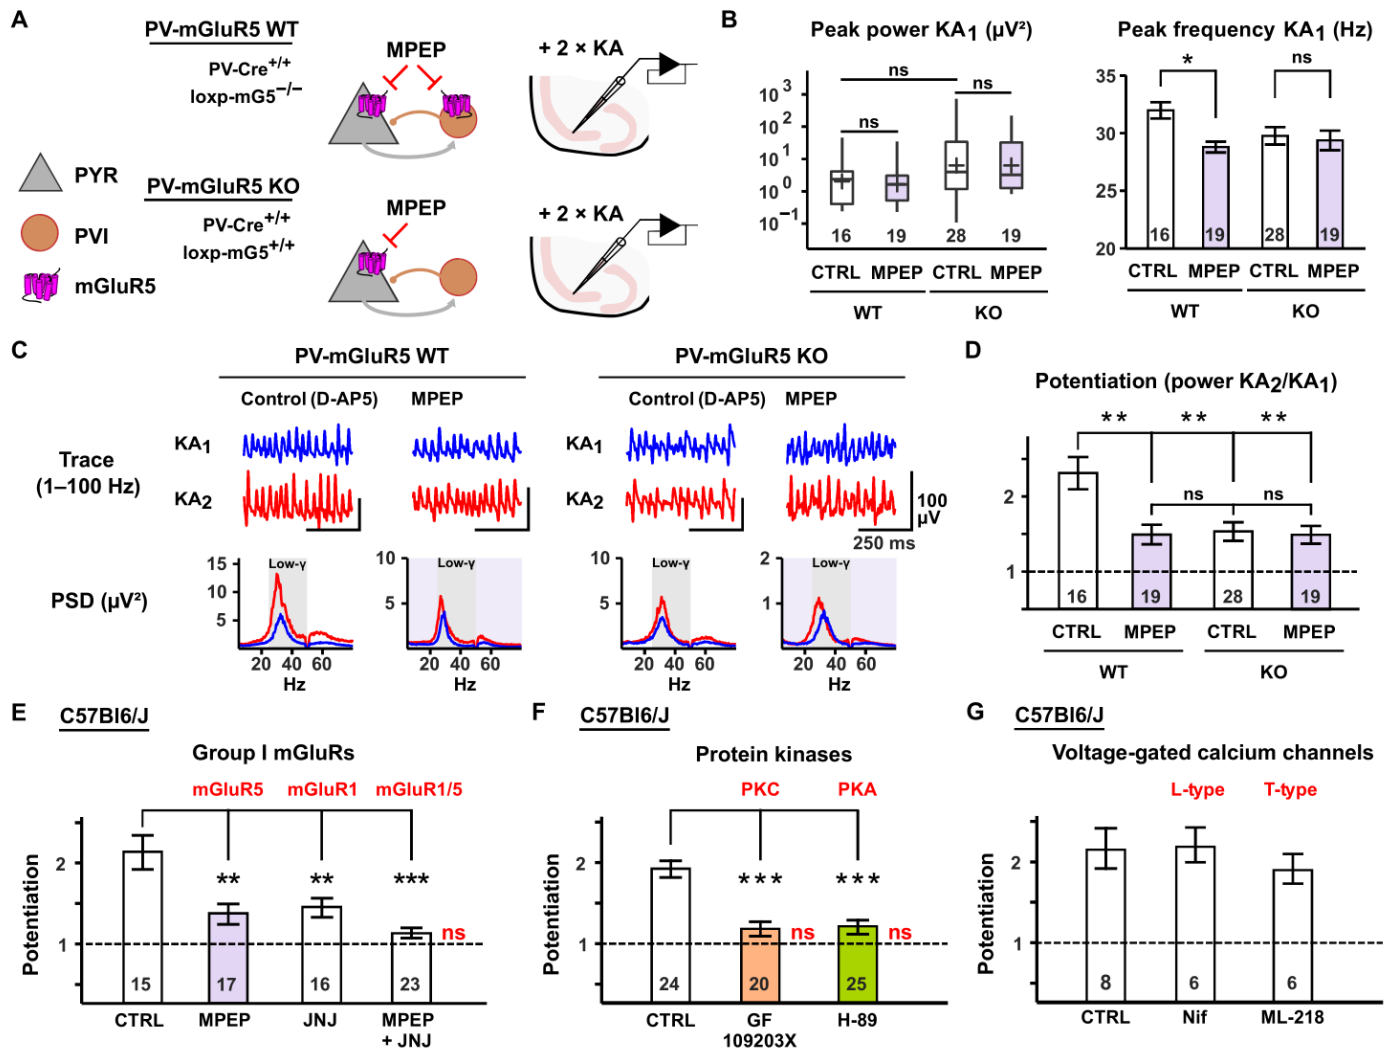 A
PV-mGluR5 WT
PV-Cre+/+
loxp-mG5−/−
MPEP
+ 2 × KA
PYR
PVI
mGluR5
PV-mGluR5 KO
PV-Cre+/+
loxp-mG5+/+
MPEP
+ 2 × KA
B
Peak power KA1 (µV²)
ns
ns
ns
10^3
10^2
10^1
10^0
10^−1
16 19 28 19
CTRL MPEP CTRL MPEP
WT KO
Peak frequency KA1 (Hz)
* ns
35
30
25
20
16 19 28 19
CTRL MPEP CTRL MPEP
WT KO
C
PV-mGluR5 WT PV-mGluR5 KO
Control (D-AP5) MPEP Control (D-AP5) MPEP
Trace
(1–100 Hz)
KA1 KA1
KA2 KA2
100
µV
250 ms
PSD (µV²)
Low-γ Low-γ Low-γ Low-γ
15
10
5
10
5
10
5
2
1
20 40 60 20 40 60 20 40 60 20 40 60
Hz Hz Hz Hz
D
Potentiation (power KA2/KA1)
** ** **
ns ns
2
1
16 19 28 19
CTRL MPEP CTRL MPEP
WT KO
E
C57Bl6/J
Group I mGluRs
mGluR5 mGluR1 mGluR1/5
** ** ***
ns
Potentiation
2
1
15 17 16 23
CTRL MPEP JNJ MPEP
+ JNJ
F
C57Bl6/J
Protein kinases
PKC PKA
*** ***
ns ns
Potentiation
2
1
24 20 25
CTRL GF H-89
109203X
G
C57Bl6/J
Voltage-gated calcium channels
L-type T-type
Potentiation
2
1
8 6 6
CTRL Nif ML-218